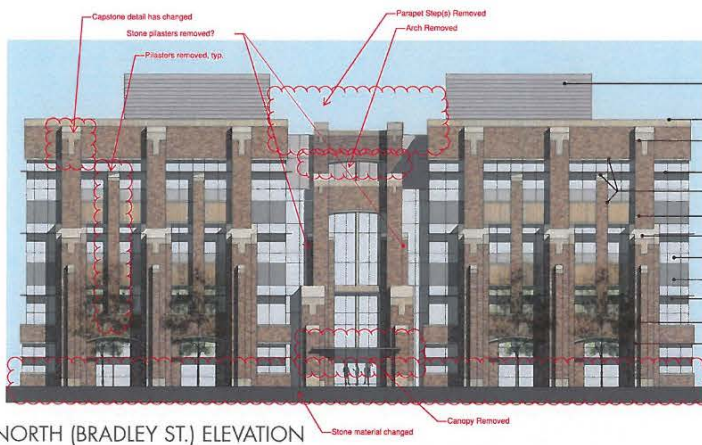 Capstone detail has changed
Parapet Step(s) Removed
Arch Removed
Stone pilasters removed?
Pilasters removed, typ.
Canopy Removed
Stone material changed
NORTH (BRADLEY ST.) ELEVATION